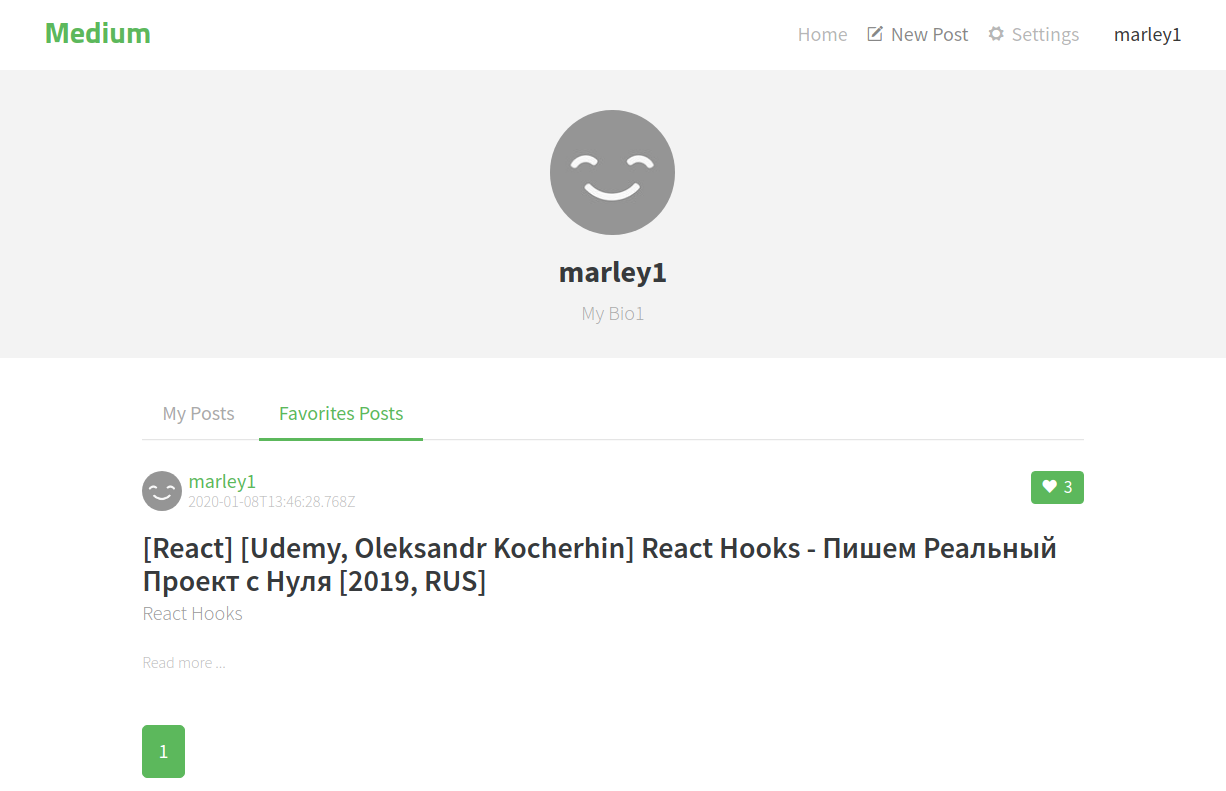 Medium
Home New Post Settings marley1
marley1
My Bio1
My Posts Favorites Posts
marley1
2020-01-08T13:46:28.768Z
3
[React] [Udemy, Oleksandr Kocherhin] React Hooks - Пишем Реальный
Проект с Нуля [2019, RUS]
React Hooks
Read more ...
1